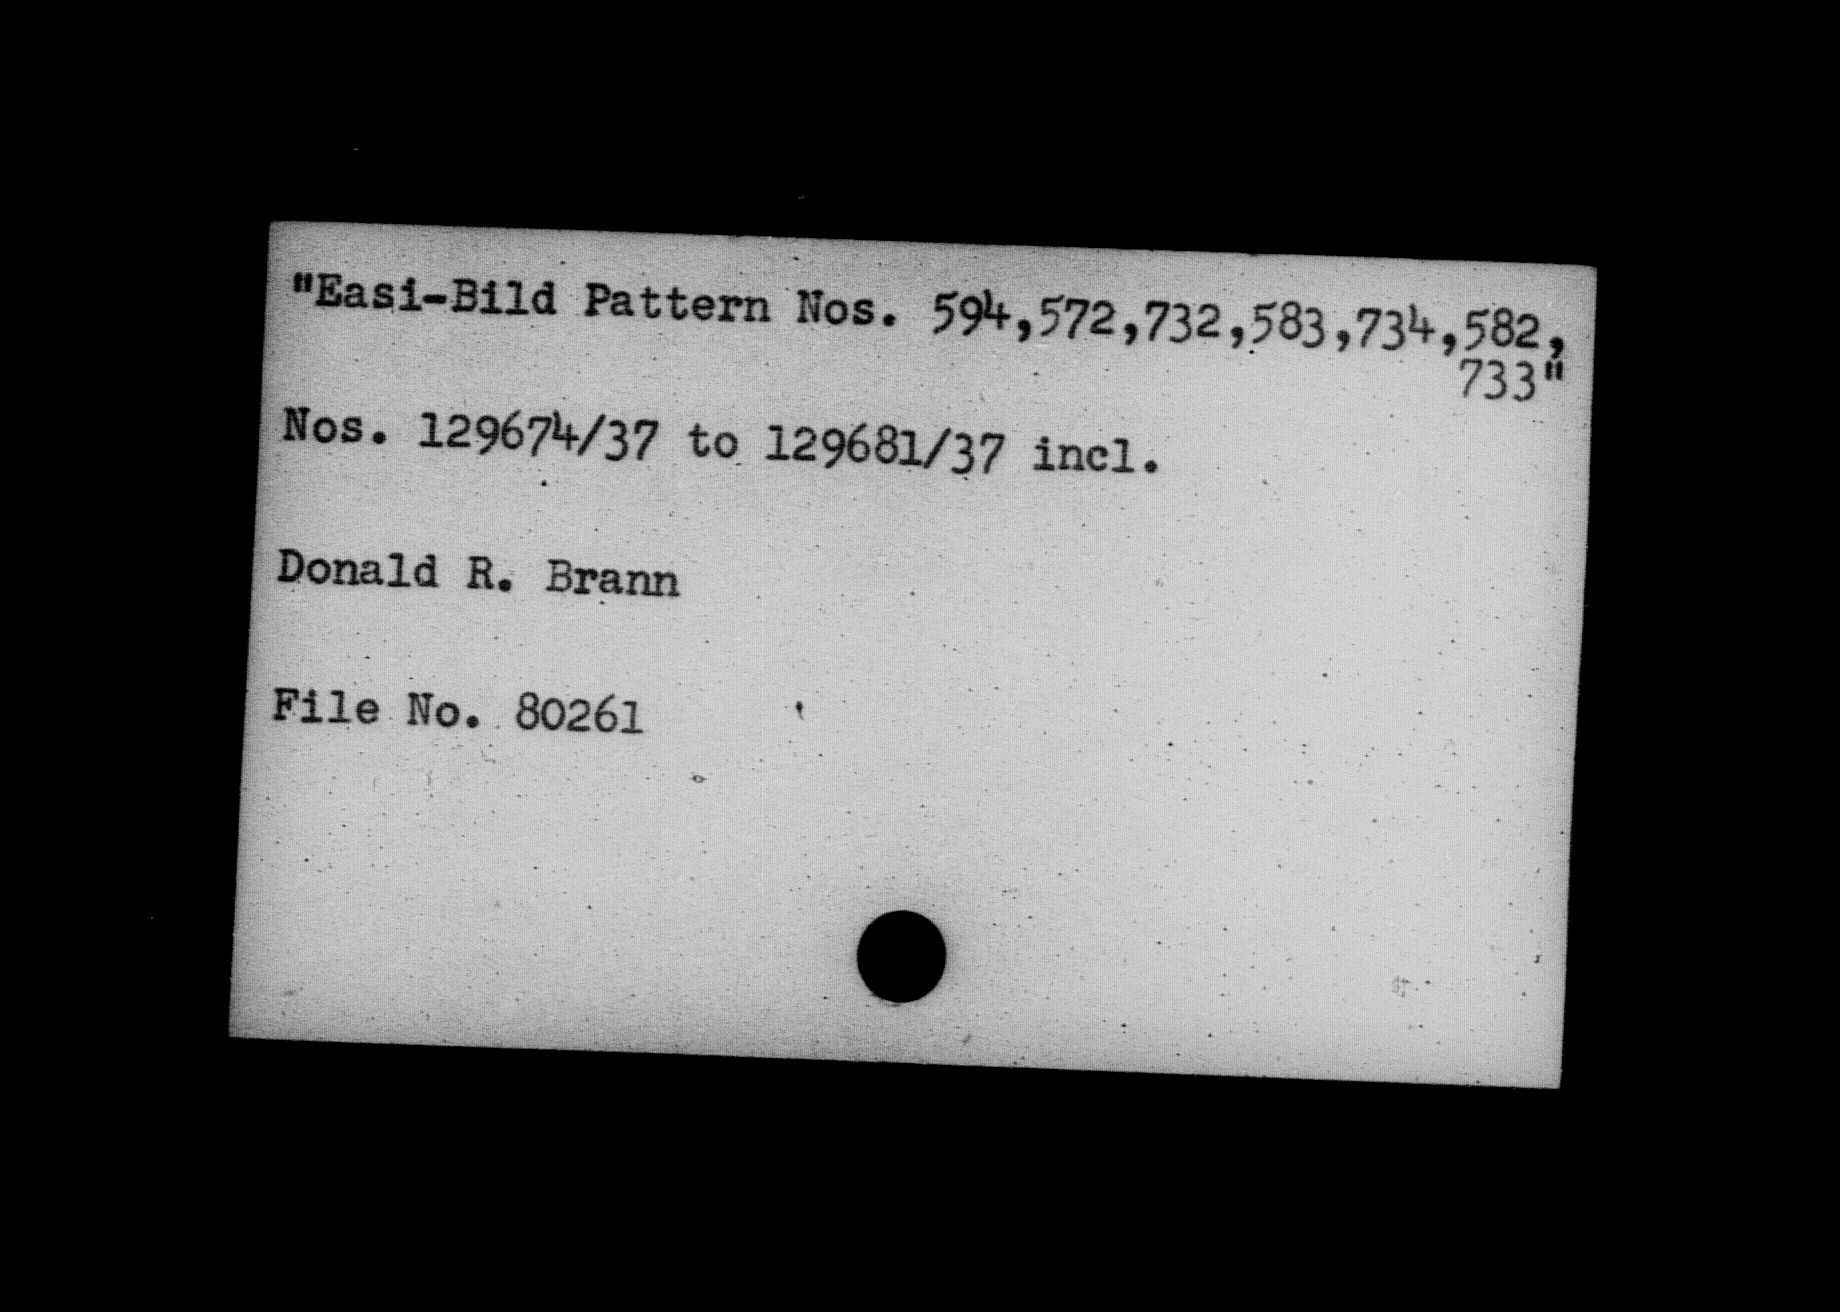 "Easi-Bild Pattern Nos. 594,572,732,583,734,582,
733"
Nos. 129674/37 to 129681/37 incl.
Donald R. Brann
File No. 80261